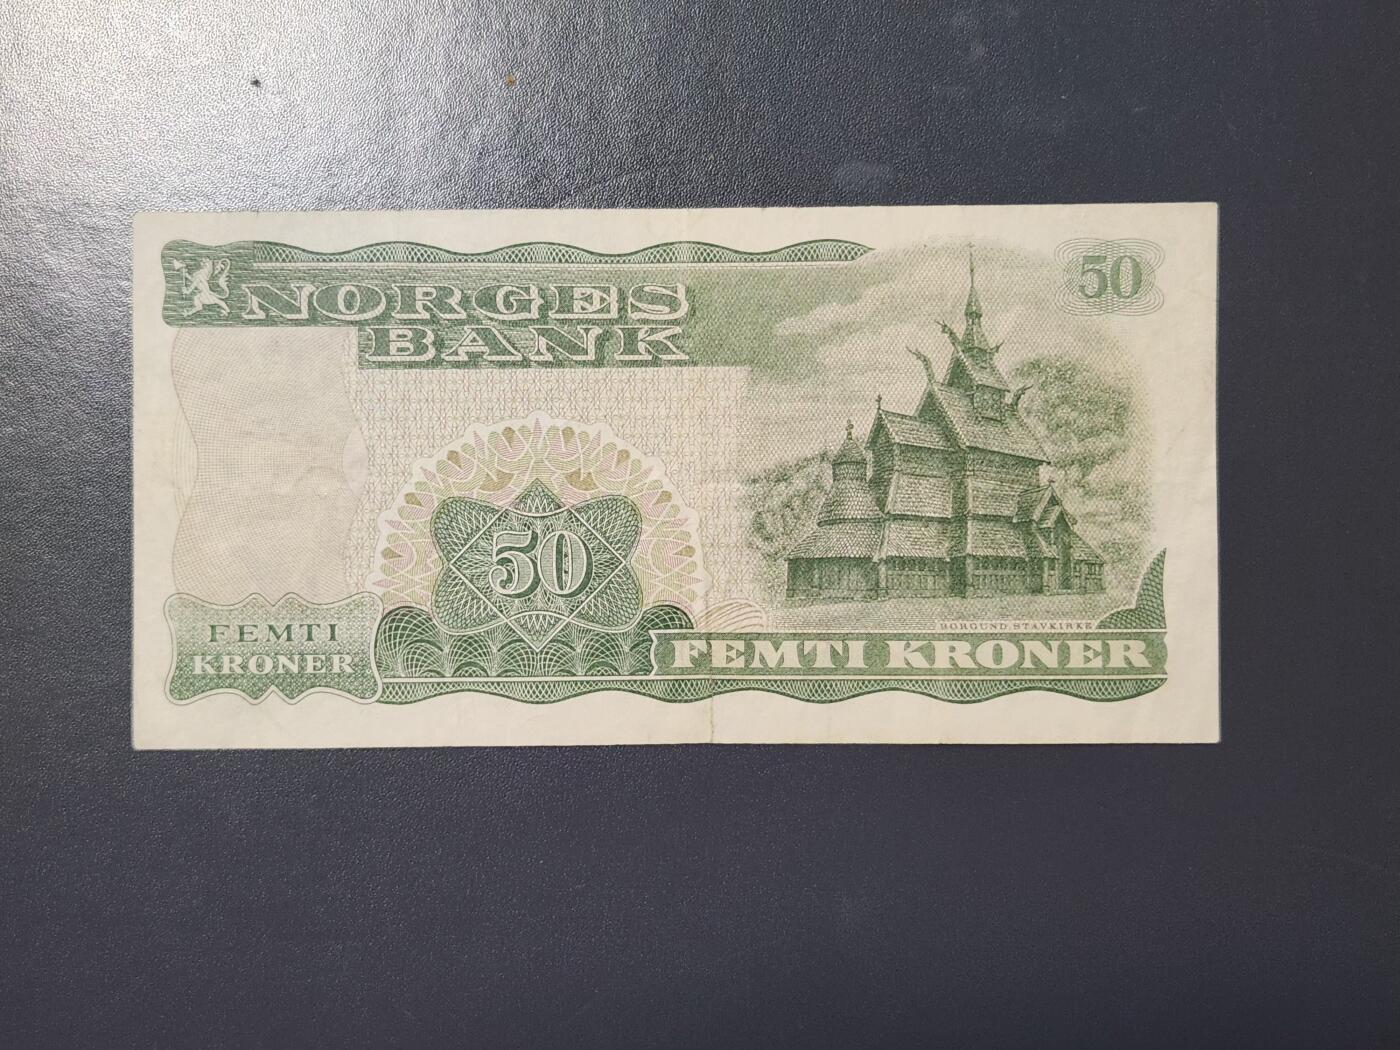 NORGES
BANK
50
50
BORGUND STAVKIRKE
FEMTI
KRONER
FEMTI KRONER